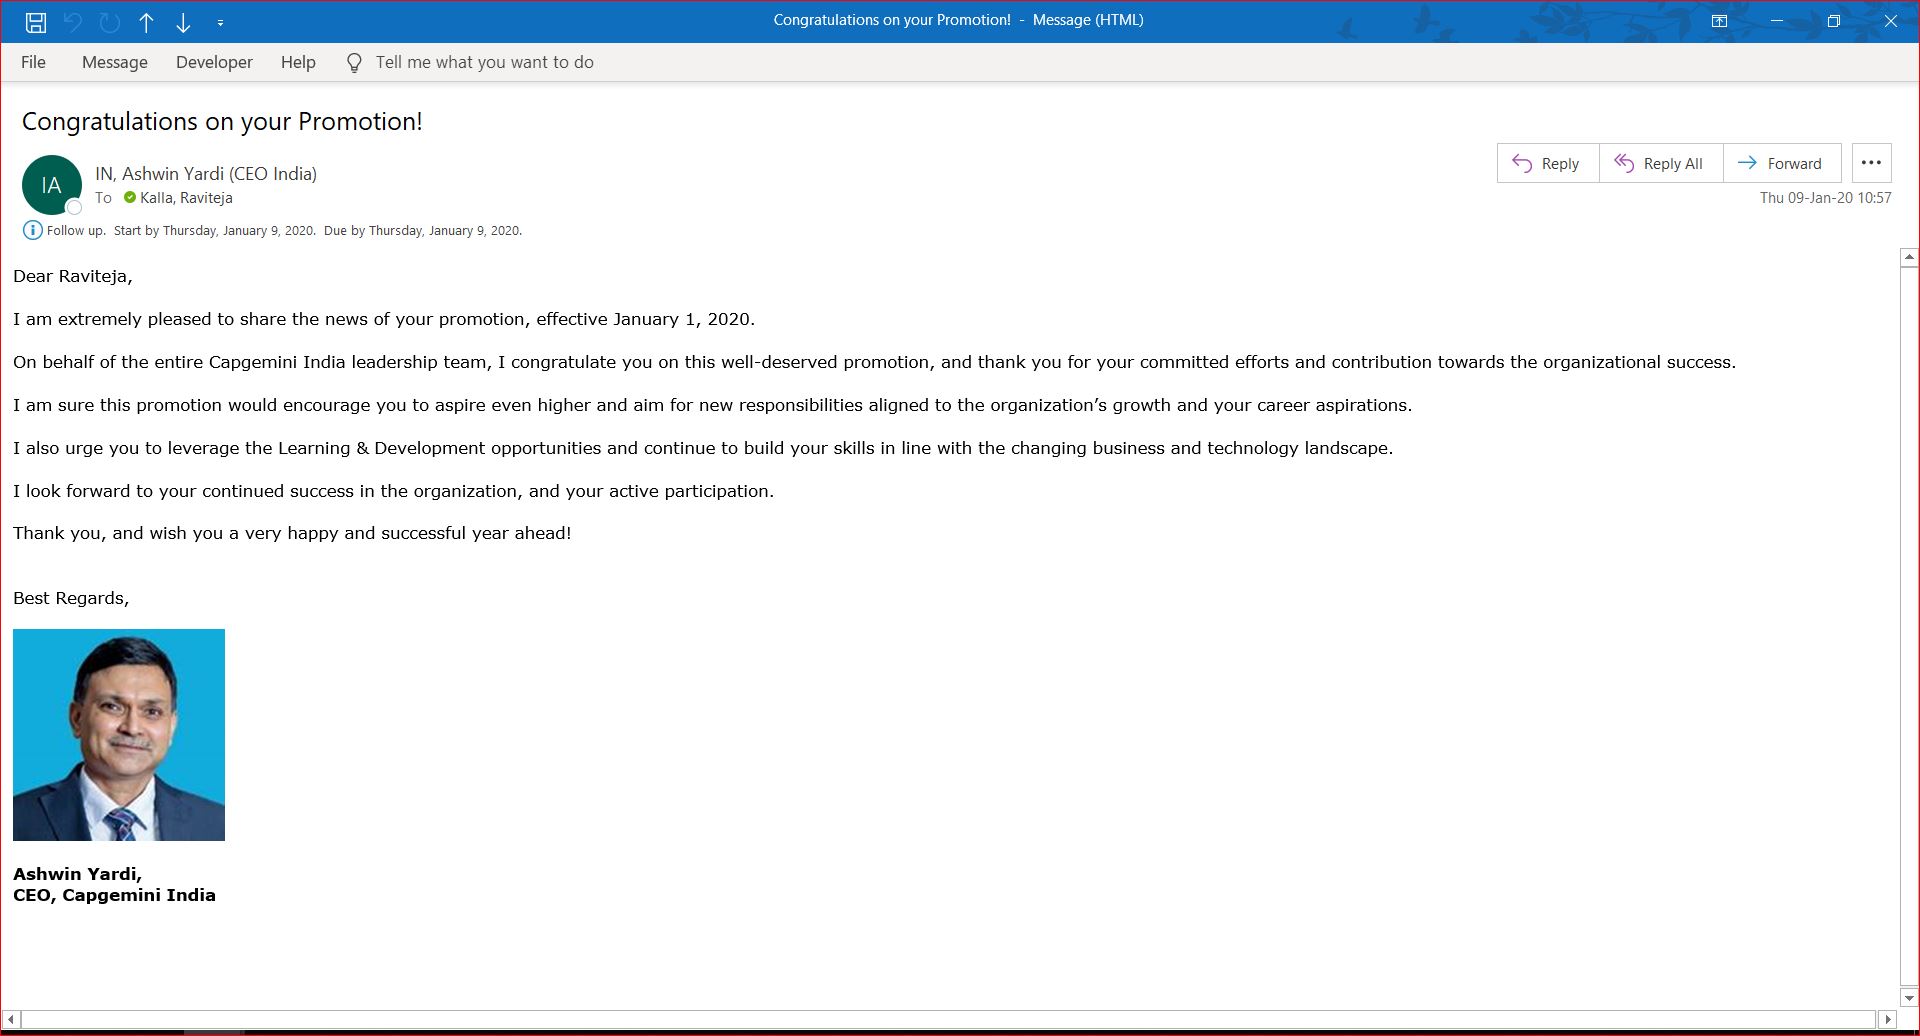 Congratulations on your Promotion!  -  Message (HTML)
File Message Developer Help Tell me what you want to do
Congratulations on your Promotion!
IA
IN, Ashwin Yardi (CEO India)
To Kalla, Raviteja
Reply Reply All Forward
Thu 09-Jan-20 10:57
Follow up.  Start by Thursday, January 9, 2020.  Due by Thursday, January 9, 2020.
Dear Raviteja,
I am extremely pleased to share the news of your promotion, effective January 1, 2020.
On behalf of the entire Capgemini India leadership team, I congratulate you on this well-deserved promotion, and thank you for your committed efforts and contribution towards the organizational success.
I am sure this promotion would encourage you to aspire even higher and aim for new responsibilities aligned to the organization’s growth and your career aspirations.
I also urge you to leverage the Learning & Development opportunities and continue to build your skills in line with the changing business and technology landscape.
I look forward to your continued success in the organization, and your active participation.
Thank you, and wish you a very happy and successful year ahead!
Best Regards,
Ashwin Yardi,
CEO, Capgemini India